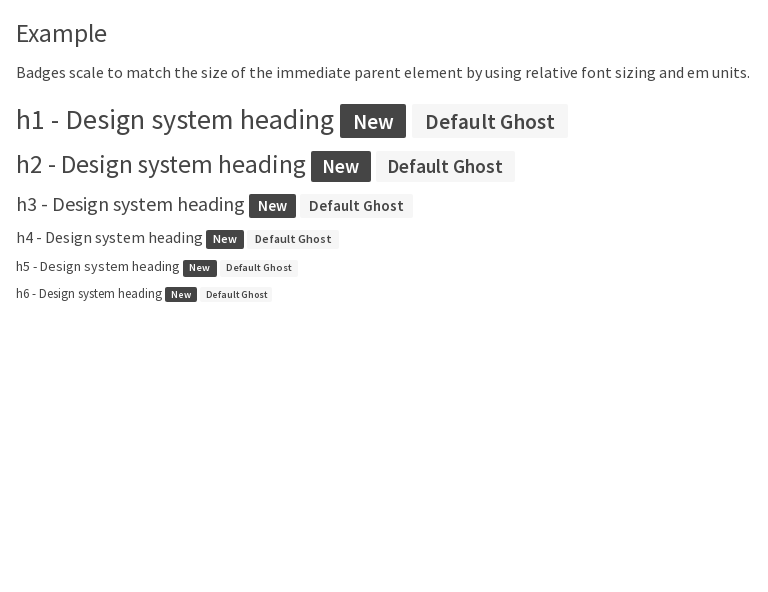 Example
Badges scale to match the size of the immediate parent element by using relative font sizing and em units.
h1 - Design system heading New Default Ghost
h2 - Design system heading New Default Ghost
h3 - Design system heading New Default Ghost
h4 - Design system heading New Default Ghost
h5 - Design system heading New Default Ghost
h6 - Design system heading New Default Ghost